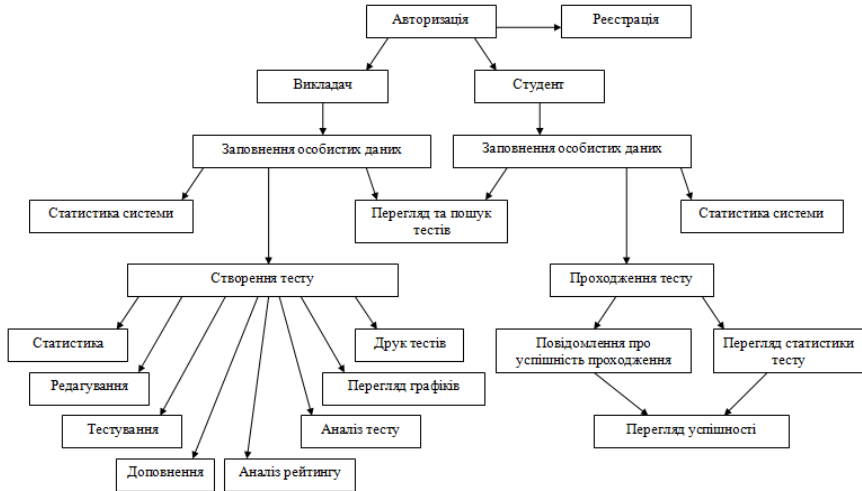 Авторизація
Реєстрація
Викладач
Студент
Заповнення особистих даних
Заповнення особистих даних
Статистика системи
Перегляд та пошук
тестів
Статистика системи
Створення тесту
Проходження тесту
Статистика
Друк тестів
Повідомлення про
успішність проходження
Перегляд статистики
тесту
Редагування
Перегляд графіків
Тестування
Аналіз тесту
Перегляд успішності
Доповнення
Аналіз рейтингу